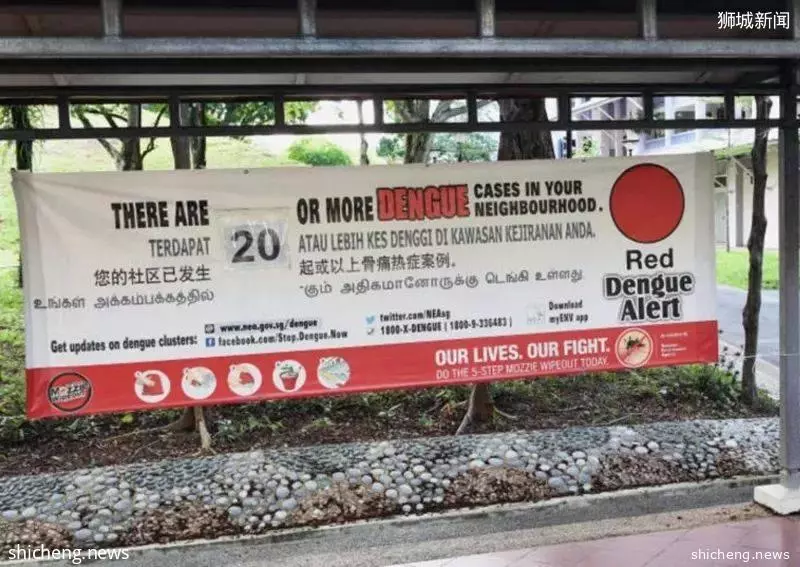 狮城新闻
THERE ARE 20 OR MORE DENGUE CASES IN YOUR NEIGHBOURHOOD.
TERDAPAT ATAU LEBIH KES DENGGI DI KAWASAN KEJIRANAN ANDA.
您的社区已发生 起或以上骨痛热症案例。
உங்கள் அக்கம்பக்கத்தில் கும் அதிகமானோருக்கு டெங்கி உள்ளது
Red
Dengue
Alert
Get updates on dengue clusters:
www.nea.gov.sg/dengue
facebook.com/Stop.Dengue.Now
twitter.com/NEAsg
1800-X-DENGUE | 1800-9-336483 |
Download
myENV app
MOZZIE
WIPEOUT
OUR LIVES. OUR FIGHT.
DO THE 5-STEP MOZZIE WIPEOUT TODAY.
shicheng.news
shicheng.news